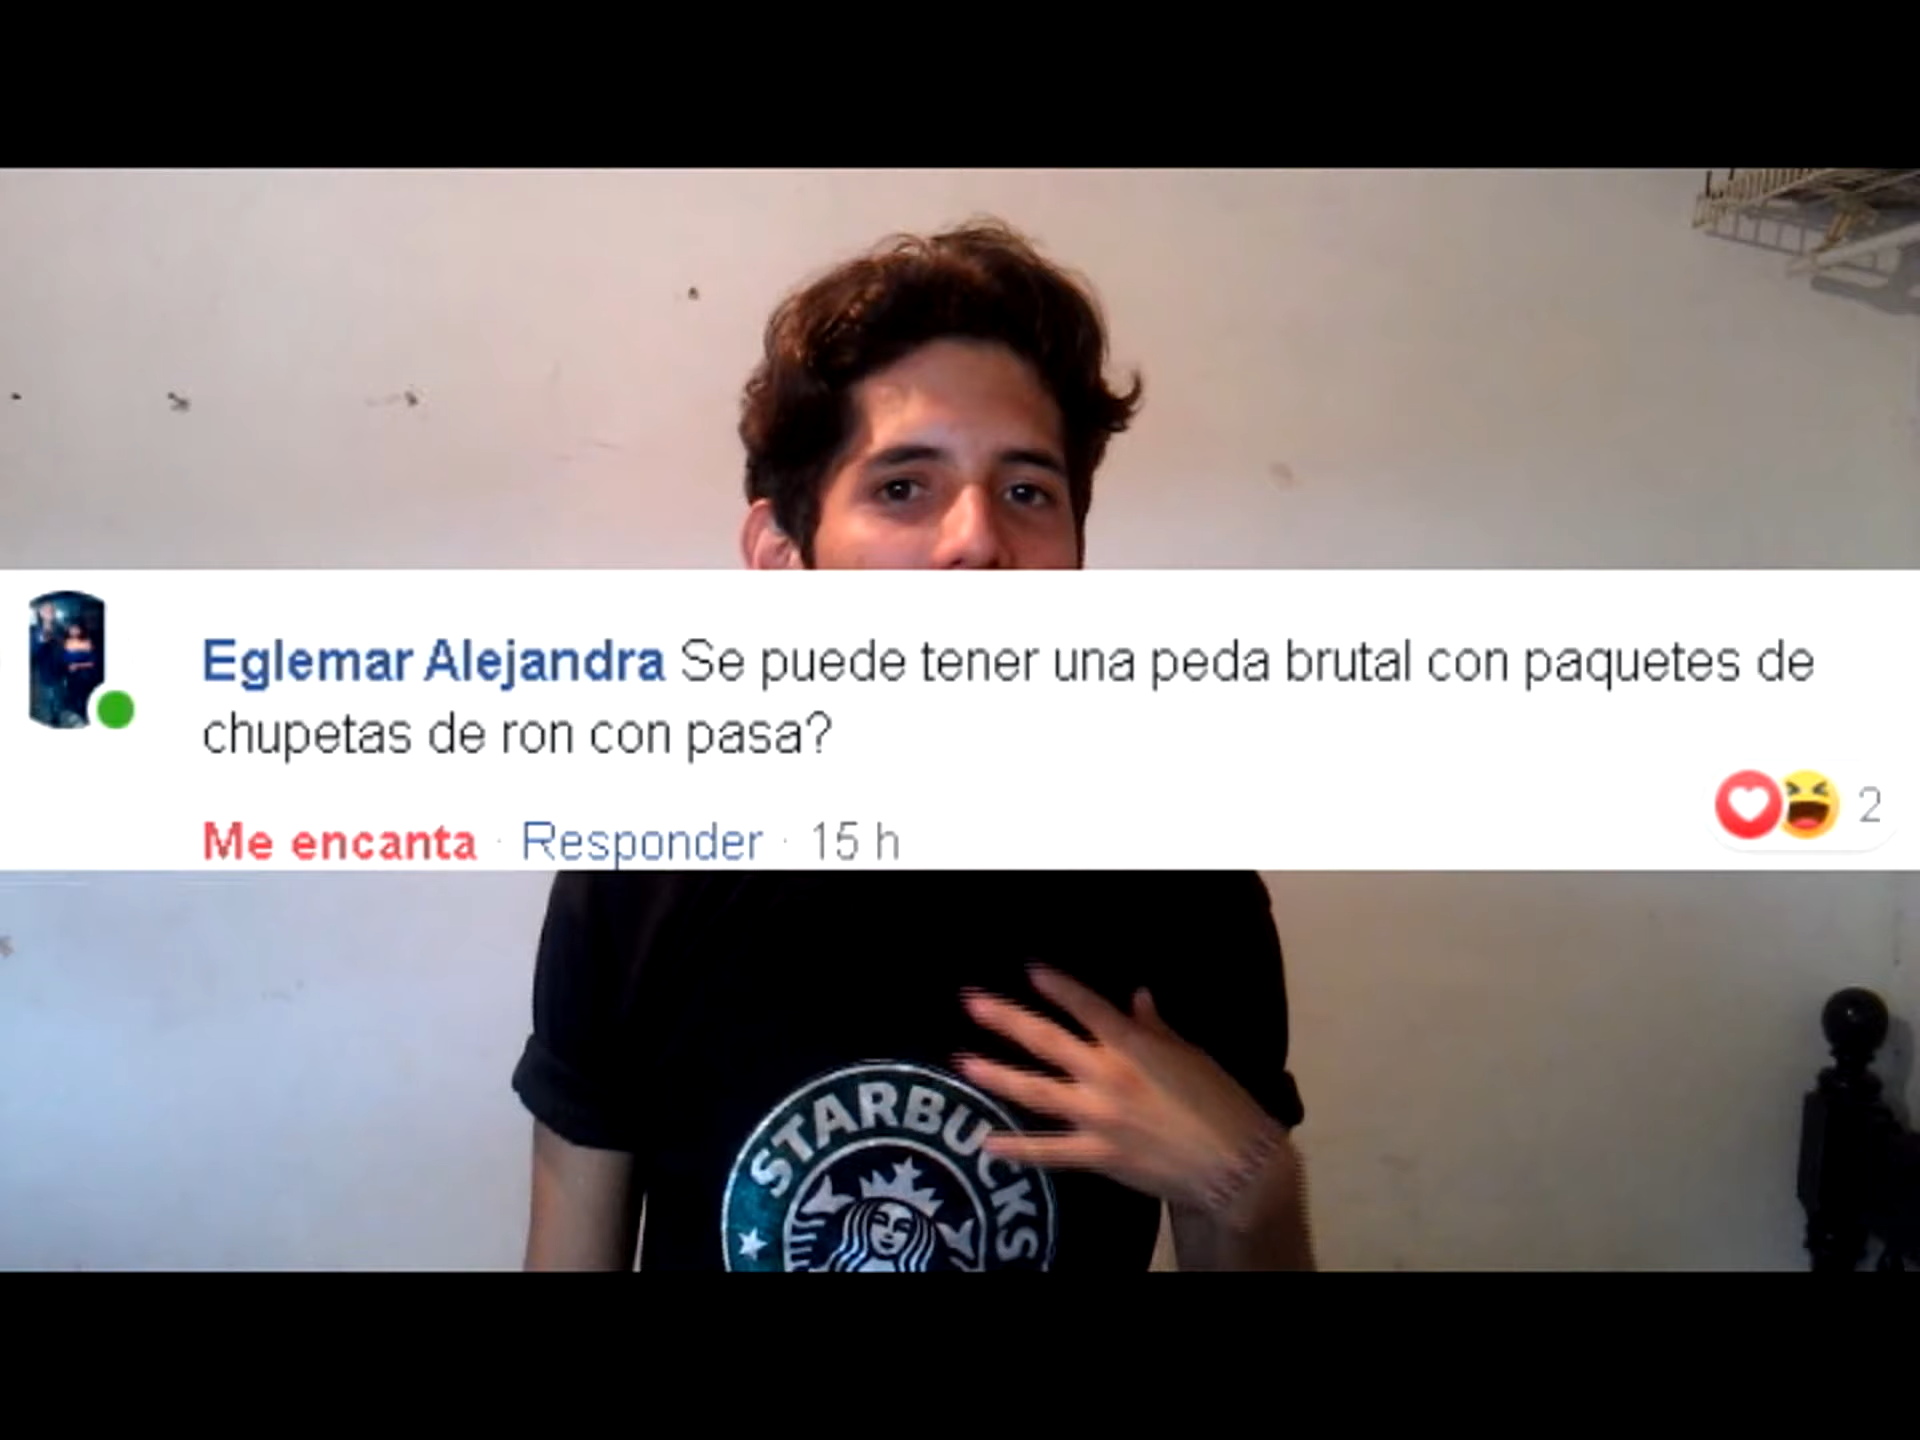 Eglemar Alejandra Se puede tener una peda brutal con paquetes de
chupetas de ron con pasa?
2
Me encanta · Responder · 15 h
STARBUCKS